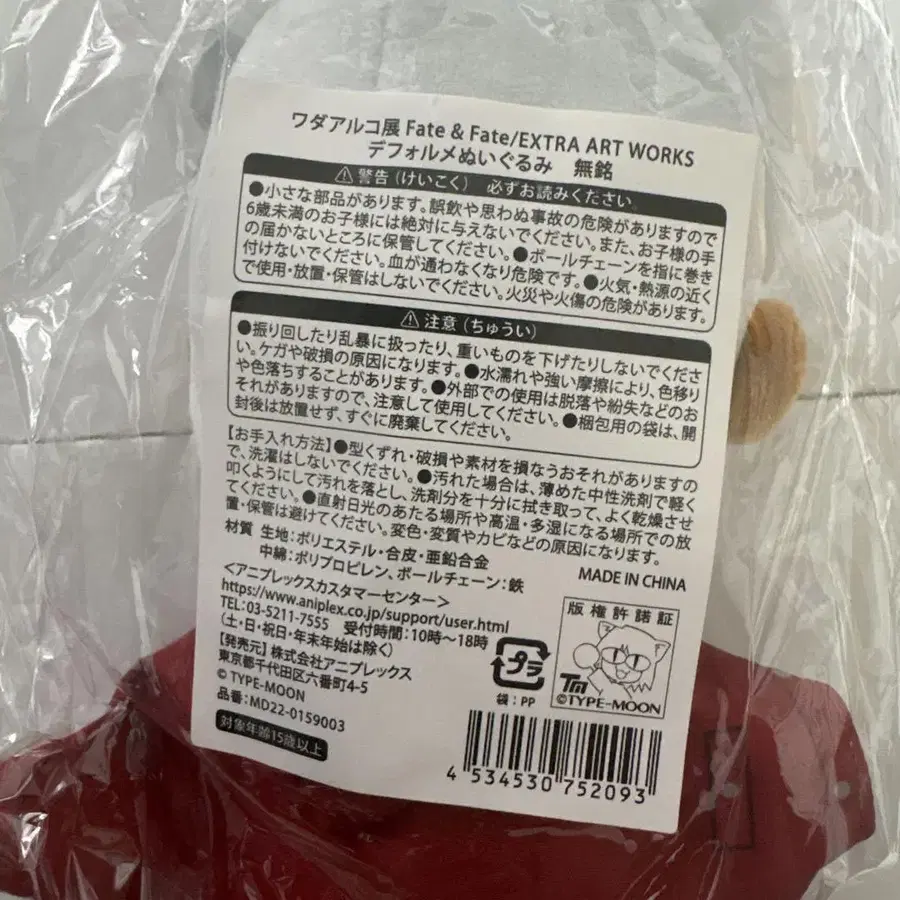 ワダアルコ展 Fate & Fate/EXTRA ART WORKS
デフォルメぬいぐるみ　無銘
⚠警告（けいこく）　必ずお読みください。
●小さな部品があります。誤飲や思わぬ事故の危険がありますので
6歳未満のお子様には絶対に与えないでください。また、お子様の手
の届かないところに保管してください。●ボールチェーンを指に巻き
付けないでください。血が通わなくなり危険です。●火気・熱源の近く
で使用・放置・保管はしないでください。火災や火傷の危険があります。
⚠注意（ちゅうい）
●振り回したり乱暴に扱ったり、重いものを下げたりしないでくださ
い。ケガや破損の原因になります。●水濡れや強い摩擦により、色移り
や色落ちすることがあります。●外部での使用は脱落や紛失などのお
それがありますので、注意して使用してください。●梱包用の袋は、開
封後は放置せず、すぐに廃棄してください。
【お手入れ方法】●型くずれ・破損や素材を損なうおそれがありますの
で、洗濯はしないでください。●汚れた場合は、薄めた中性洗剤で軽く
叩くようにして汚れを落とし、洗剤分を十分に拭き取って、よく乾燥させ
てください。●直射日光のあたる場所や高温・多湿になる場所での放
置・保管は避けてください。変色・変質やカビなどの原因になります。
材質　生地：ポリエステル・合皮・亜鉛合金
中綿：ポリプロピレン、ボールチェーン：鉄
MADE IN CHINA
＜アニプレックスカスタマーセンター＞
https://www.aniplex.co.jp/support/user.html
TEL：03-5211-7555　受付時間：10時～18時
（土・日・祝日・年末年始は除く）
【発売元】株式会社アニプレックス
東京都千代田区六番町4-5
© TYPE-MOON
品番：MD22-0159003
対象年齢15歳以上
プラ
袋：PP
版権許諾証
TM
©TYPE-MOON
4 534530 752093